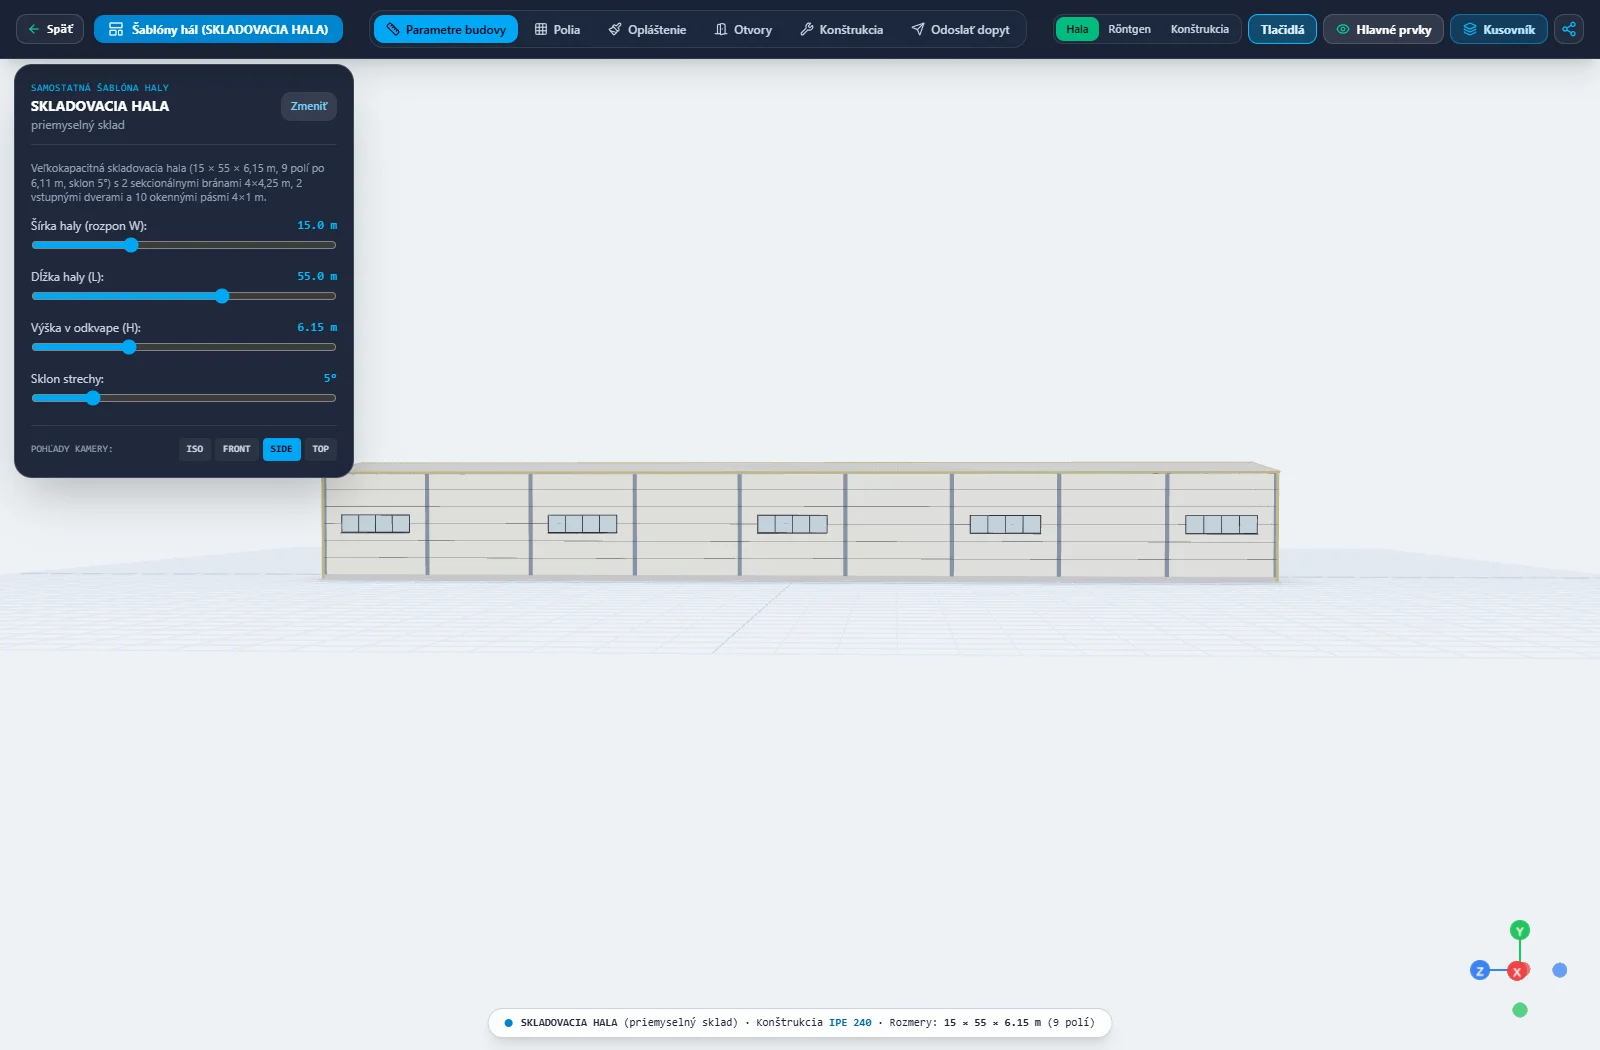 Späť
Šablóny hál (SKLADOVACIA HALA)
Parametre budovy
Polia
Opláštenie
Otvory
Konštrukcia
Odoslať dopyt
Hala
Röntgen
Konštrukcia
Tlačidlá
Hlavné prvky
Kusovník
SAMOSTATNÁ ŠABLÓNA HALY
SKLADOVACIA HALA
Zmeniť
priemyselný sklad
Veľkokapacitná skladovacia hala (15 × 55 × 6,15 m, 9 polí po
6,11 m, sklon 5°) s 2 sekcionálnymi bránami 4×4,25 m, 2
vstupnými dverami a 10 okennými pásmi 4×1 m.
Šírka haly (rozpon W): 15.0 m
Dĺžka haly (L): 55.0 m
Výška v odkvape (H): 6.15 m
Sklon strechy: 5°
POHĽADY KAMERY: ISO FRONT SIDE TOP
Y
Z X
SKLADOVACIA HALA (priemyselný sklad) · Konštrukcia IPE 240 · Rozmery: 15 × 55 × 6.15 m (9 polí)